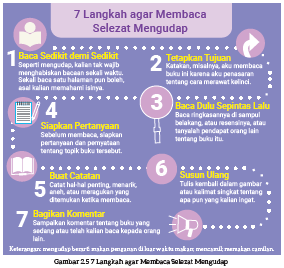 7 Langkah agar Membaca
Selezat Mengudap
1 Baca Sedikit demi Sedikit
Seperti mengudap, kalian tak wajib
menghabiskan bacaan sekali waktu.
Sekali baca satu halaman pun boleh,
asal kalian memahami isinya.
2 Tetapkan Tujuan
Katakan, misalnya, aku membaca
buku ini karena aku penasaran
tentang cara merawat kelinci.
3 Baca Dulu Sepintas Lalu
Baca ringkasannya di sampul
belakang, atau resensinya, atau
tanyalah pendapat orang lain
tentang buku itu.
4
Siapkan Pertanyaan
Sebelum membaca, siapkan
pertanyaan dan pernyataan
tentang topik buku tersebut.
5 Buat Catatan
Catat hal-hal penting, menarik,
aneh, atau meragukan yang
ditemukan ketika membaca.
6 Susun Ulang
Tulis kembali dalam gambar
atau kalimat singkat tentang
apa pun yang kalian ingat.
7 Bagikan Komentar
Sampaikan komentar tentang buku yang
sedang atau telah kalian baca kepada orang
lain.
Keterangan: mengudap berarti makan penganan di luar waktu makan; mencamil; memakan camilan.
Gambar 2.5 7 Langkah agar Membaca Selezat Mengudap